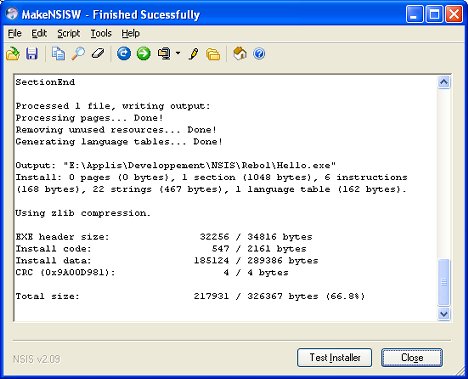 MakeNSISW - Finished Sucessfully
File Edit Script Tools Help
SectionEnd
Processed 1 file, writing output:
Processing pages... Done!
Removing unused resources... Done!
Generating language tables... Done!
Output: "E:\Applis\Developpement\NSIS\Rebol\Hello.exe"
Install: 0 pages (0 bytes), 1 section (1048 bytes), 6 instructions
(168 bytes), 22 strings (467 bytes), 1 language table (162 bytes).
Using zlib compression.
EXE header size: 32256 / 34816 bytes
Install code: 547 / 2161 bytes
Install data: 185124 / 289386 bytes
CRC (0x9A00D981): 4 / 4 bytes
Total size: 217931 / 326367 bytes (66.8%)
NSIS v2.09
Test Installer Close